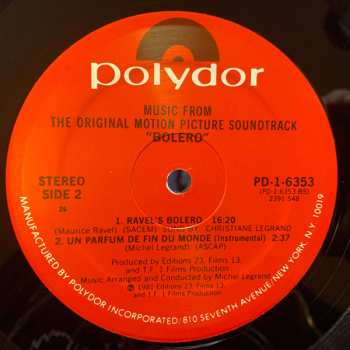 polydor
MUSIC FROM
THE ORIGINAL MOTION PICTURE SOUNDTRACK
"BOLERO"
STEREO
SIDE 2
26
PD-1-6353
(PD-1-6353 BS)
2391 548
1. RAVEL'S BOLERO 16:20
(Maurice Ravel) (SACEM) SUNG BY CHRISTIANE LEGRAND
2. UN PARFUM DE FIN DU MONDE (Instrumental) 2:37
(Michel Legrand) (ASCAP)
Produced by Editions 23, Films 13,
and T.F. 1 Films Production
Music Arranged and Conducted by Michel Legrand
℗ 1981 Editions 23, Films 13,
and T.F. 1 Films Production
MANUFACTURED BY POLYDOR INCORPORATED/810 SEVENTH AVENUE/NEW YORK, N.Y. 10019